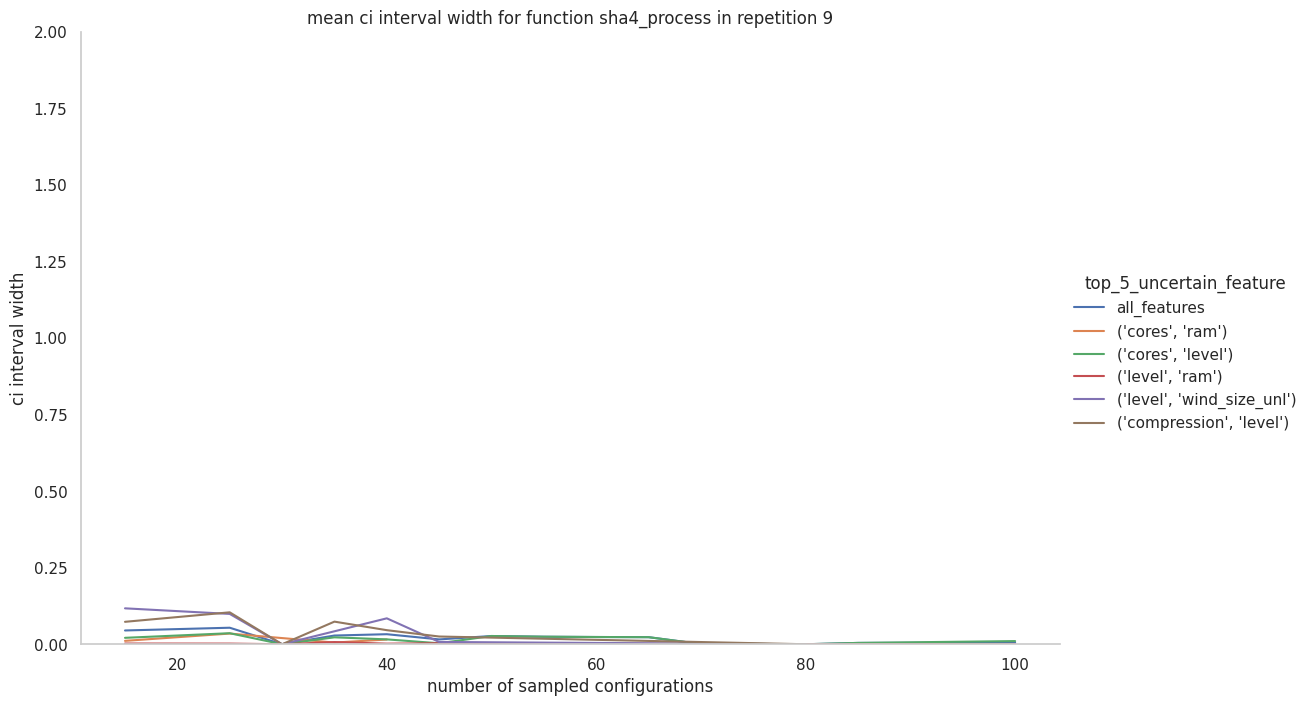 mean ci interval width for function sha4_process in repetition 9
2.00
1.75
1.50
1.25
1.00
0.75
0.50
0.25
0.00
ci interval width
20
40
60
80
100
number of sampled configurations
top_5_uncertain_feature
all_features
('cores', 'ram')
('cores', 'level')
('level', 'ram')
('level', 'wind_size_unl')
('compression', 'level')